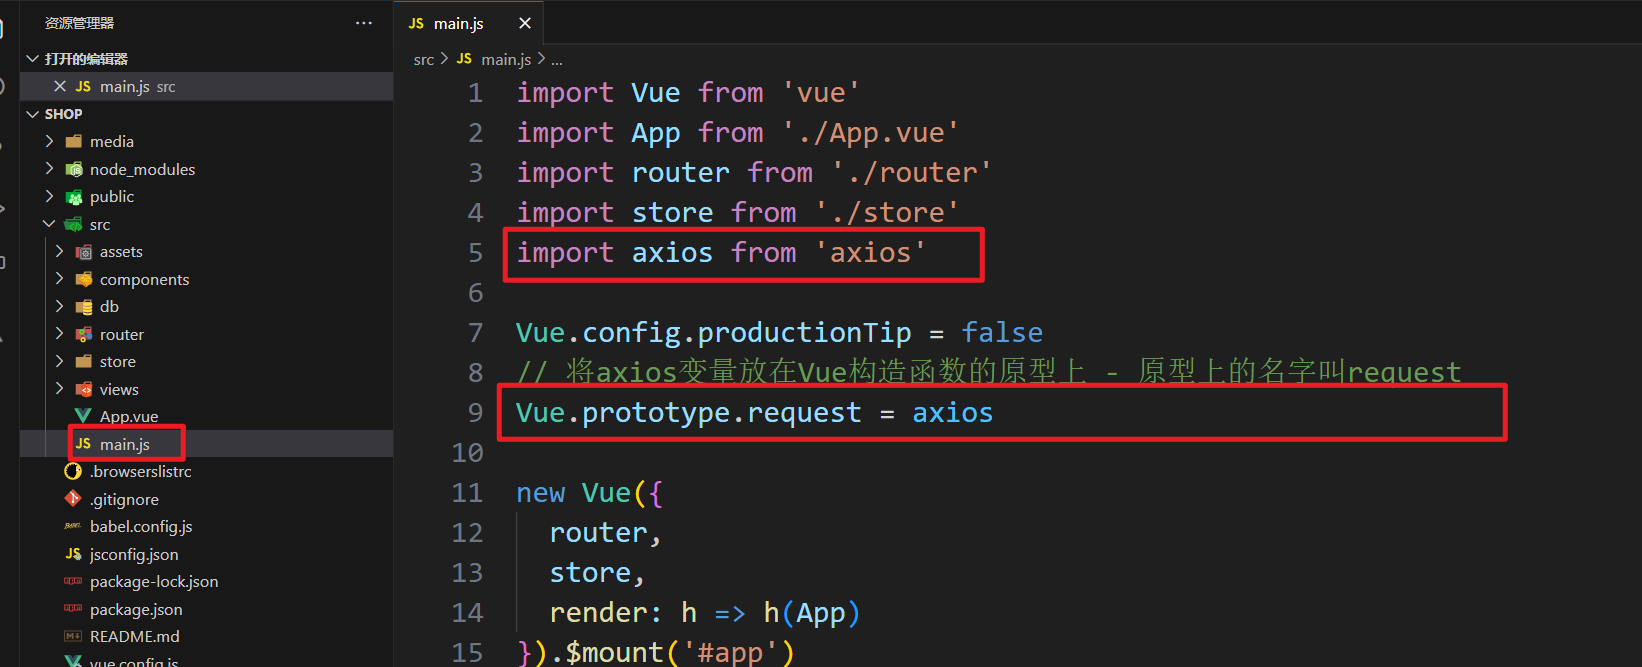 资源管理器
···
打开的编辑器
JS main.js src
SHOP
media
node_modules
public
src
assets
components
db
router
store
views
App.vue
JS main.js
.browserslistrc
.gitignore
babel.config.js
JS jsconfig.json
package-lock.json
package.json
README.md
vue.config.js
JS main.js
src > JS main.js > ...
1 import Vue from 'vue'
2 import App from './App.vue'
3 import router from './router'
4 import store from './store'
5 import axios from 'axios'
6
7 Vue.config.productionTip = false
8 // 将axios变量放在Vue构造函数的原型上 - 原型上的名字叫request
9 Vue.prototype.request = axios
10
11 new Vue({
12 router,
13 store,
14 render: h => h(App)
15 }).$mount('#app')